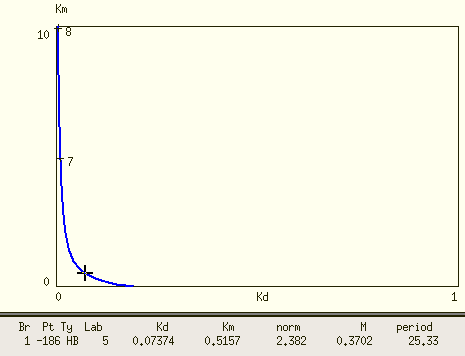 Km
10
8
7
0
0 Kd 1
Br Pt Ty Lab Kd Km norm M period
1 -186 HB 5 0.07374 0.5157 2.382 0.3702 25.33